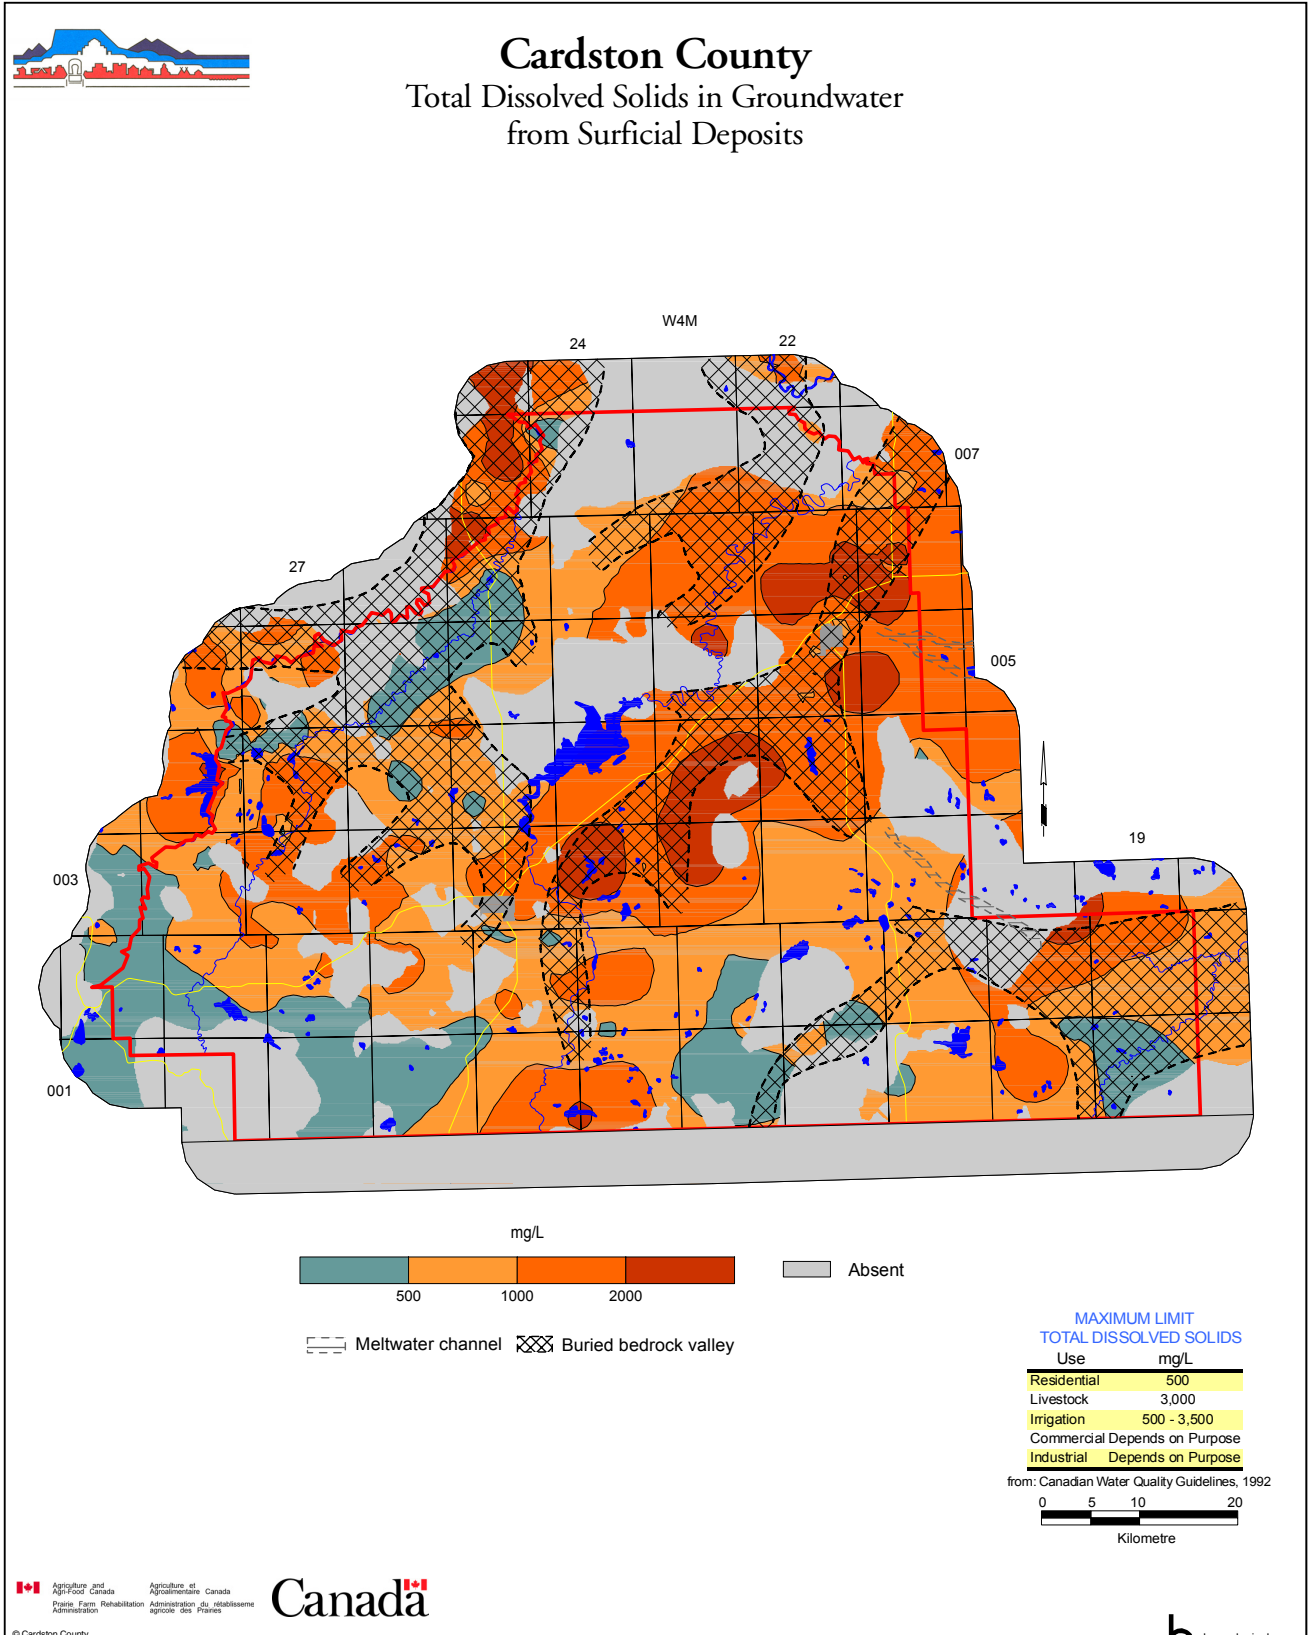 Cardston County
Total Dissolved Solids in Groundwater
from Surficial Deposits
W4M
24
22
007
27
005
19
003
001
mg/L
500 1000 2000
Absent
Meltwater channel Buried bedrock valley
MAXIMUM LIMIT
TOTAL DISSOLVED SOLIDS
Use mg/L
Residential 500
Livestock 3,000
Irrigation 500 - 3,500
Commercial Depends on Purpose
Industrial Depends on Purpose
from: Canadian Water Quality Guidelines, 1992
0 5 10 20
Kilometre
Agriculture and Agriculture et
Agri-Food Canada Agroalimentaire Canada
Prairie Farm Rehabilitation Administration du rétablisseme
Administration agricole des Prairies
Canada
© Cardston County